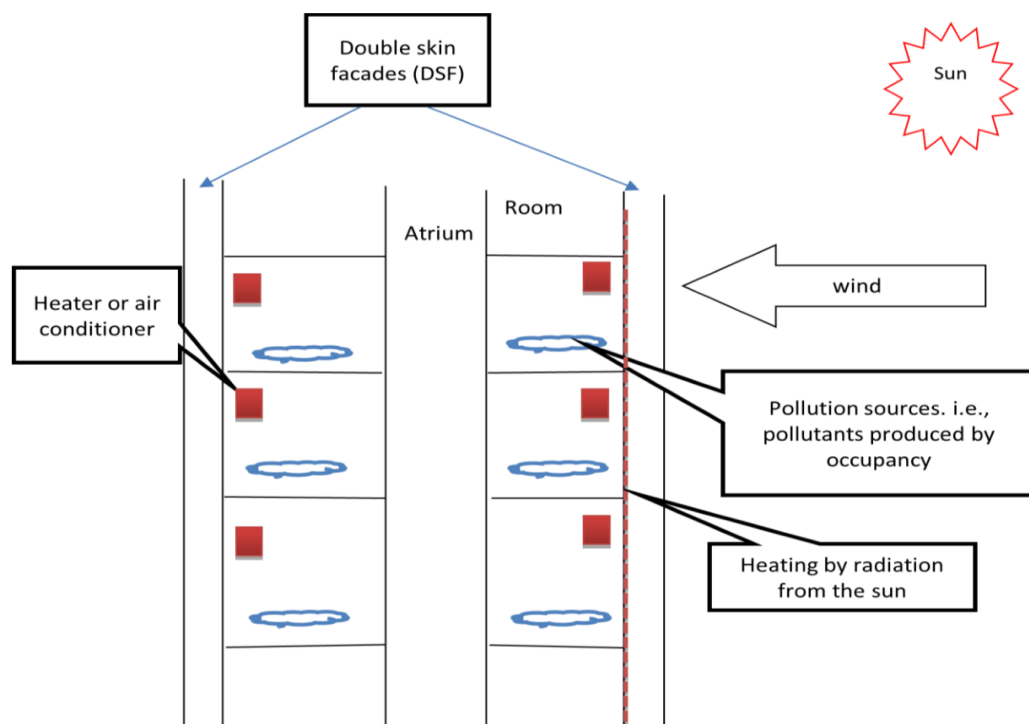 Double skin
facades (DSF)
Sun
Room
Atrium
wind
Heater or air
conditioner
Pollution sources. i.e.,
pollutants produced by
occupancy
Heating by radiation
from the sun